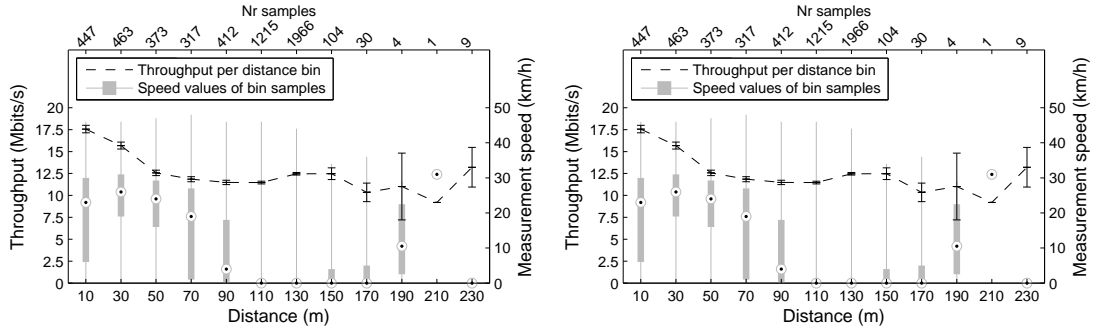 Nr samples
447 463 373 317 412 1215 1966 104 30 4 1 9
Throughput per distance bin
Speed values of bin samples
Throughput (Mbits/s)
20
17.5
15
12.5
10
7.5
5
2.5
0
50
40
30
20
10
0
Measurement speed (km/h)
10 30 50 70 90 110 130 150 170 190 210 230
Distance (m)
Nr samples
447 463 373 317 412 1215 1966 104 30 4 1 9
Throughput per distance bin
Speed values of bin samples
Throughput (Mbits/s)
20
17.5
15
12.5
10
7.5
5
2.5
0
50
40
30
20
10
0
Measurement speed (km/h)
10 30 50 70 90 110 130 150 170 190 210 230
Distance (m)